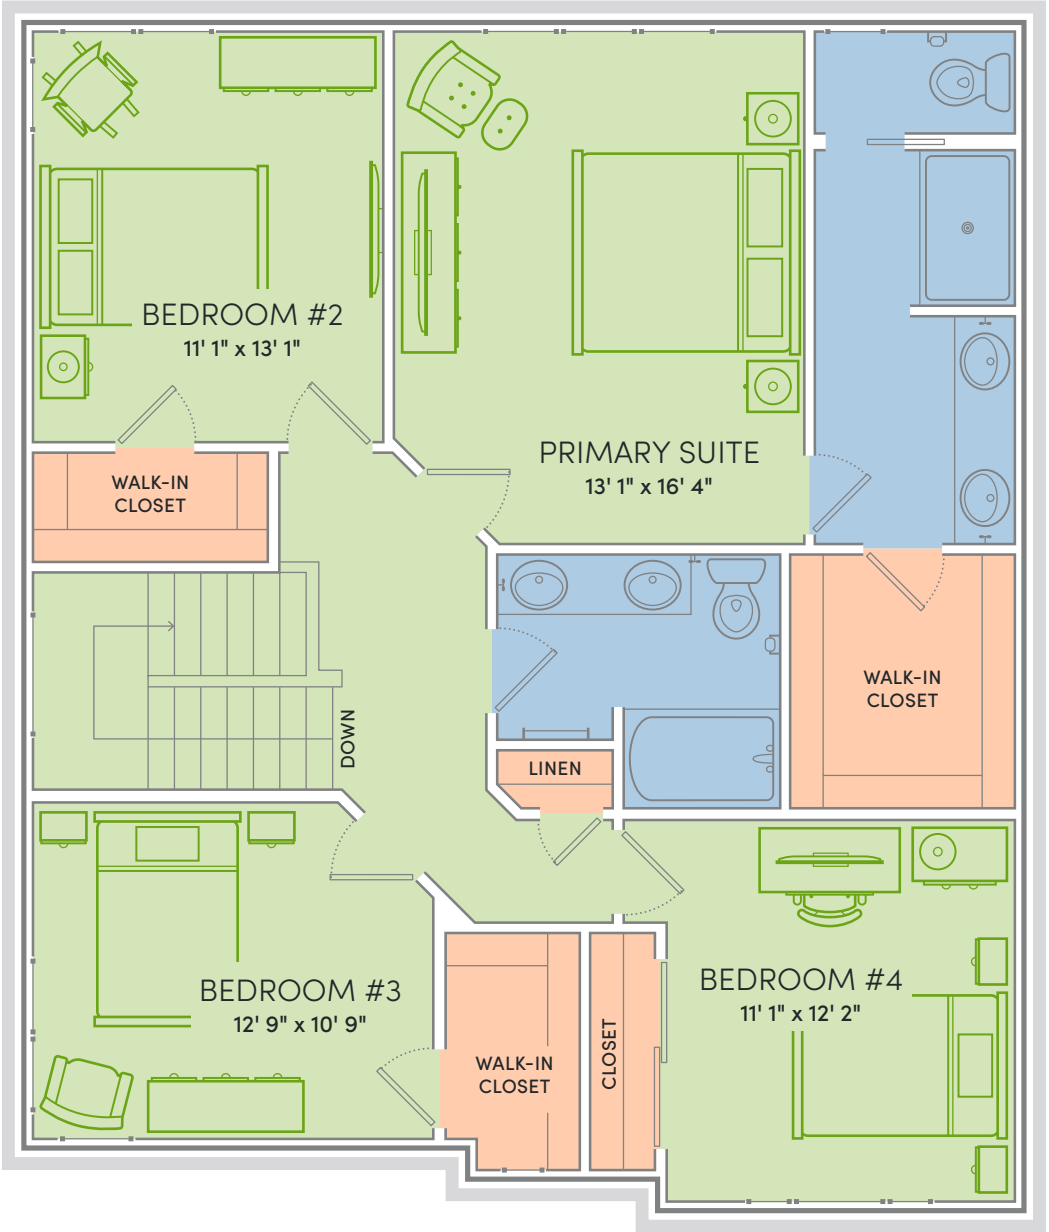 BEDROOM #2
11' 1" x 13' 1"
PRIMARY SUITE
13' 1" x 16' 4"
WALK-IN
CLOSET
WALK-IN
CLOSET
DOWN
LINEN
BEDROOM #3
12' 9" x 10' 9"
BEDROOM #4
11' 1" x 12' 2"
WALK-IN
CLOSET
CLOSET